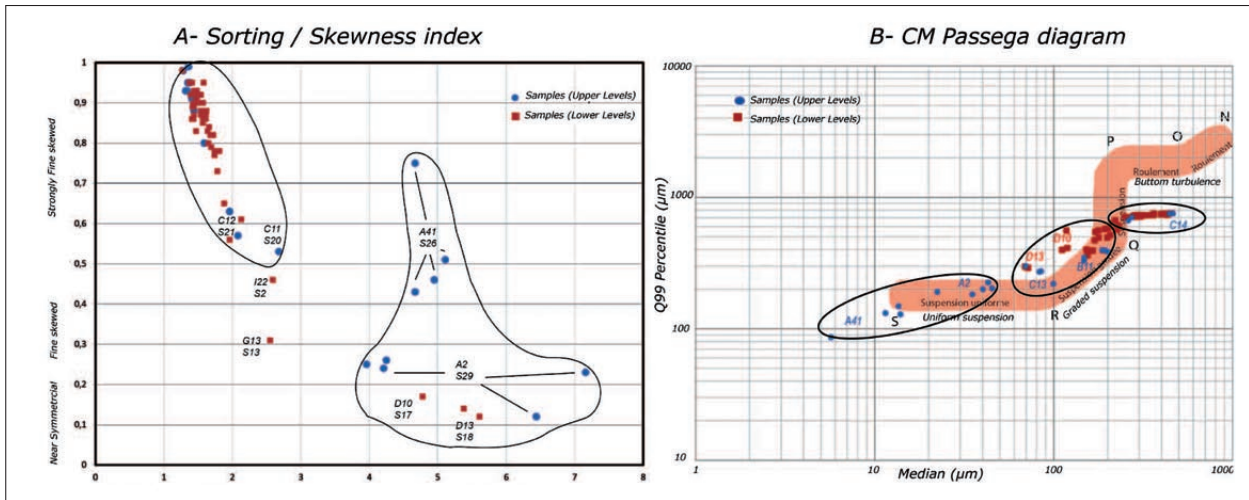 A- Sorting / Skewness index
B- CM Passega diagram
1
0,9
0,8
0,7
0,6
0,5
0,4
0,3
0,2
0,1
0
0
1
2
3
4
5
6
7
8
Strongly Fine skewed
Fine skewed
Near Symmetrcial
Samples (Upper Levels)
Samples (Lower Levels)
C12
S21
C11
S20
I22
S2
G13
S13
A41
S26
A2
S29
D10
S17
D13
S18
10000
1000
100
10
1
10
100
1000
Q99 Percentile (µm)
Median (µm)
Samples (Upper Levels)
Samples (Lower Levels)
N
O
P
Roulement
Roulement
Buttom turbulence
C14
Q
D10
D13
B11
C13
Graded suspension
R
A2
Suspension uniforme
Uniform suspension
S
A41